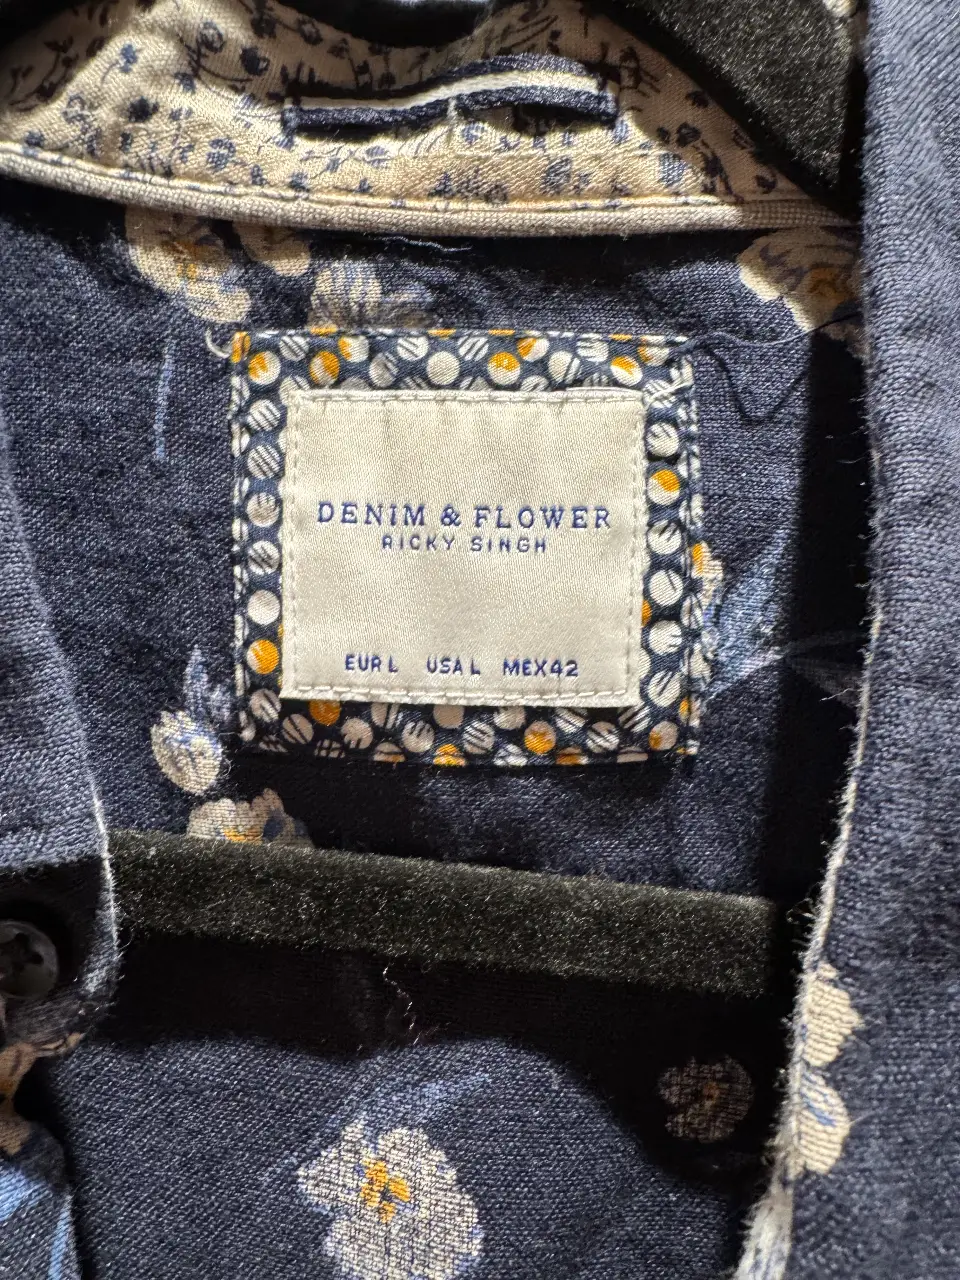 DENIM & FLOWER
RICKY SINGH
EUR L USA L MEX42